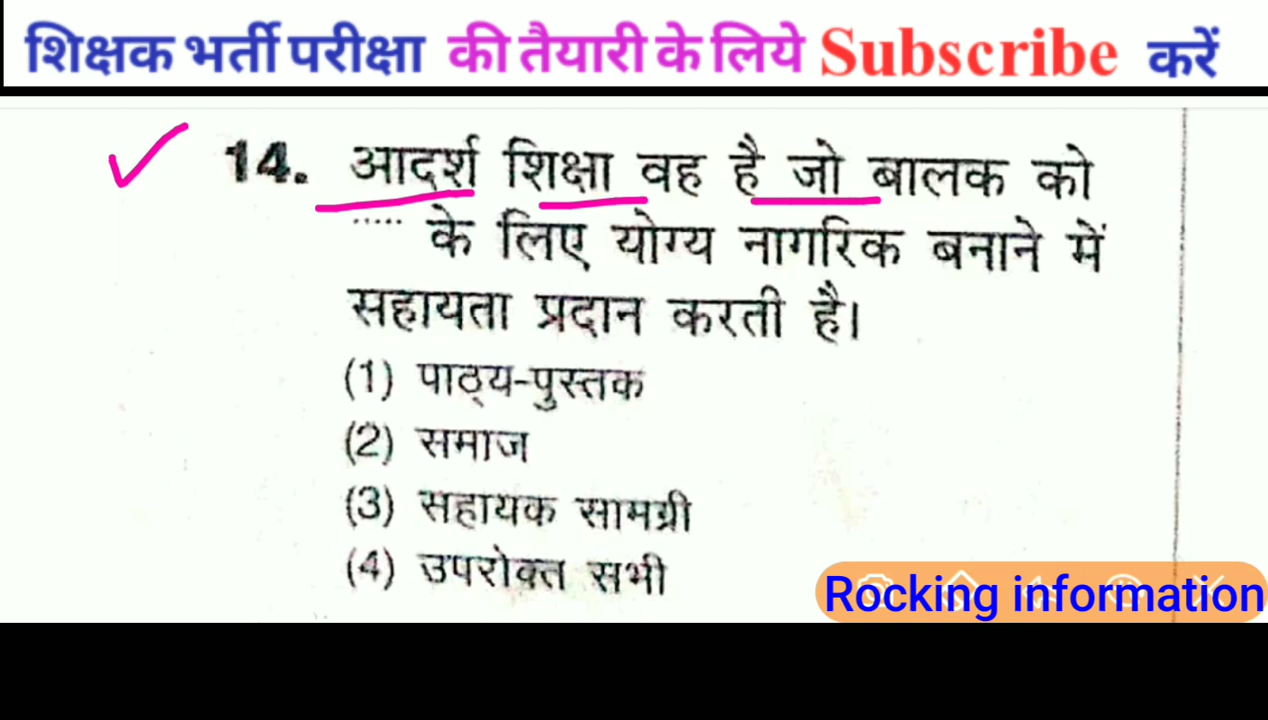 शिक्षक भर्ती परीक्षा की तैयारी के लिये Subscribe करें
14. आदर्श शिक्षा वह है जो बालक को
..... के लिए योग्य नागरिक बनाने में
सहायता प्रदान करती है।
(1) पाठ्य-पुस्तक
(2) समाज
(3) सहायक सामग्री
(4) उपरोक्त सभी
Rocking information